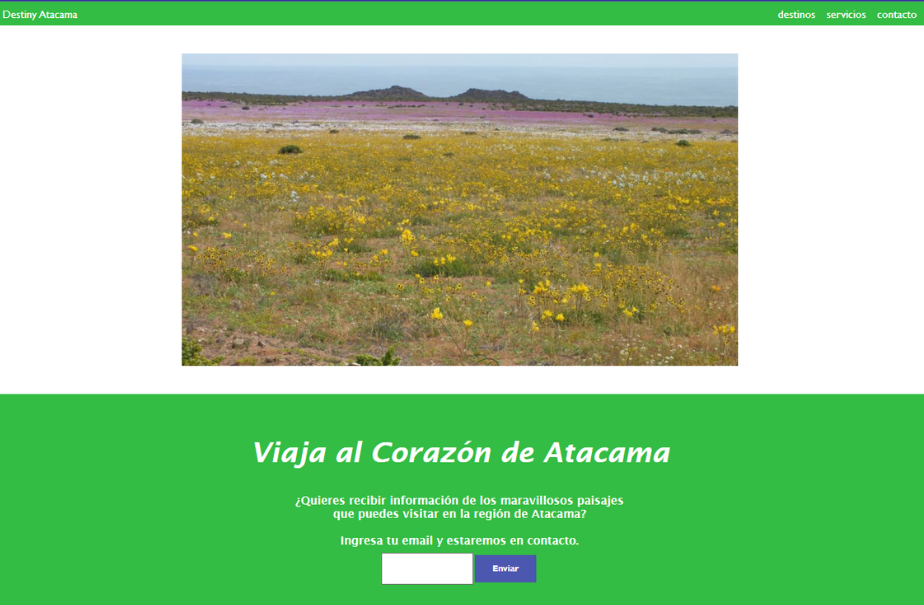 Destiny Atacama
destinos servicios contacto
Viaja al Corazón de Atacama
¿Quieres recibir información de los maravillosos paisajes
que puedes visitar en la región de Atacama?
Ingresa tu email y estaremos en contacto.
Enviar